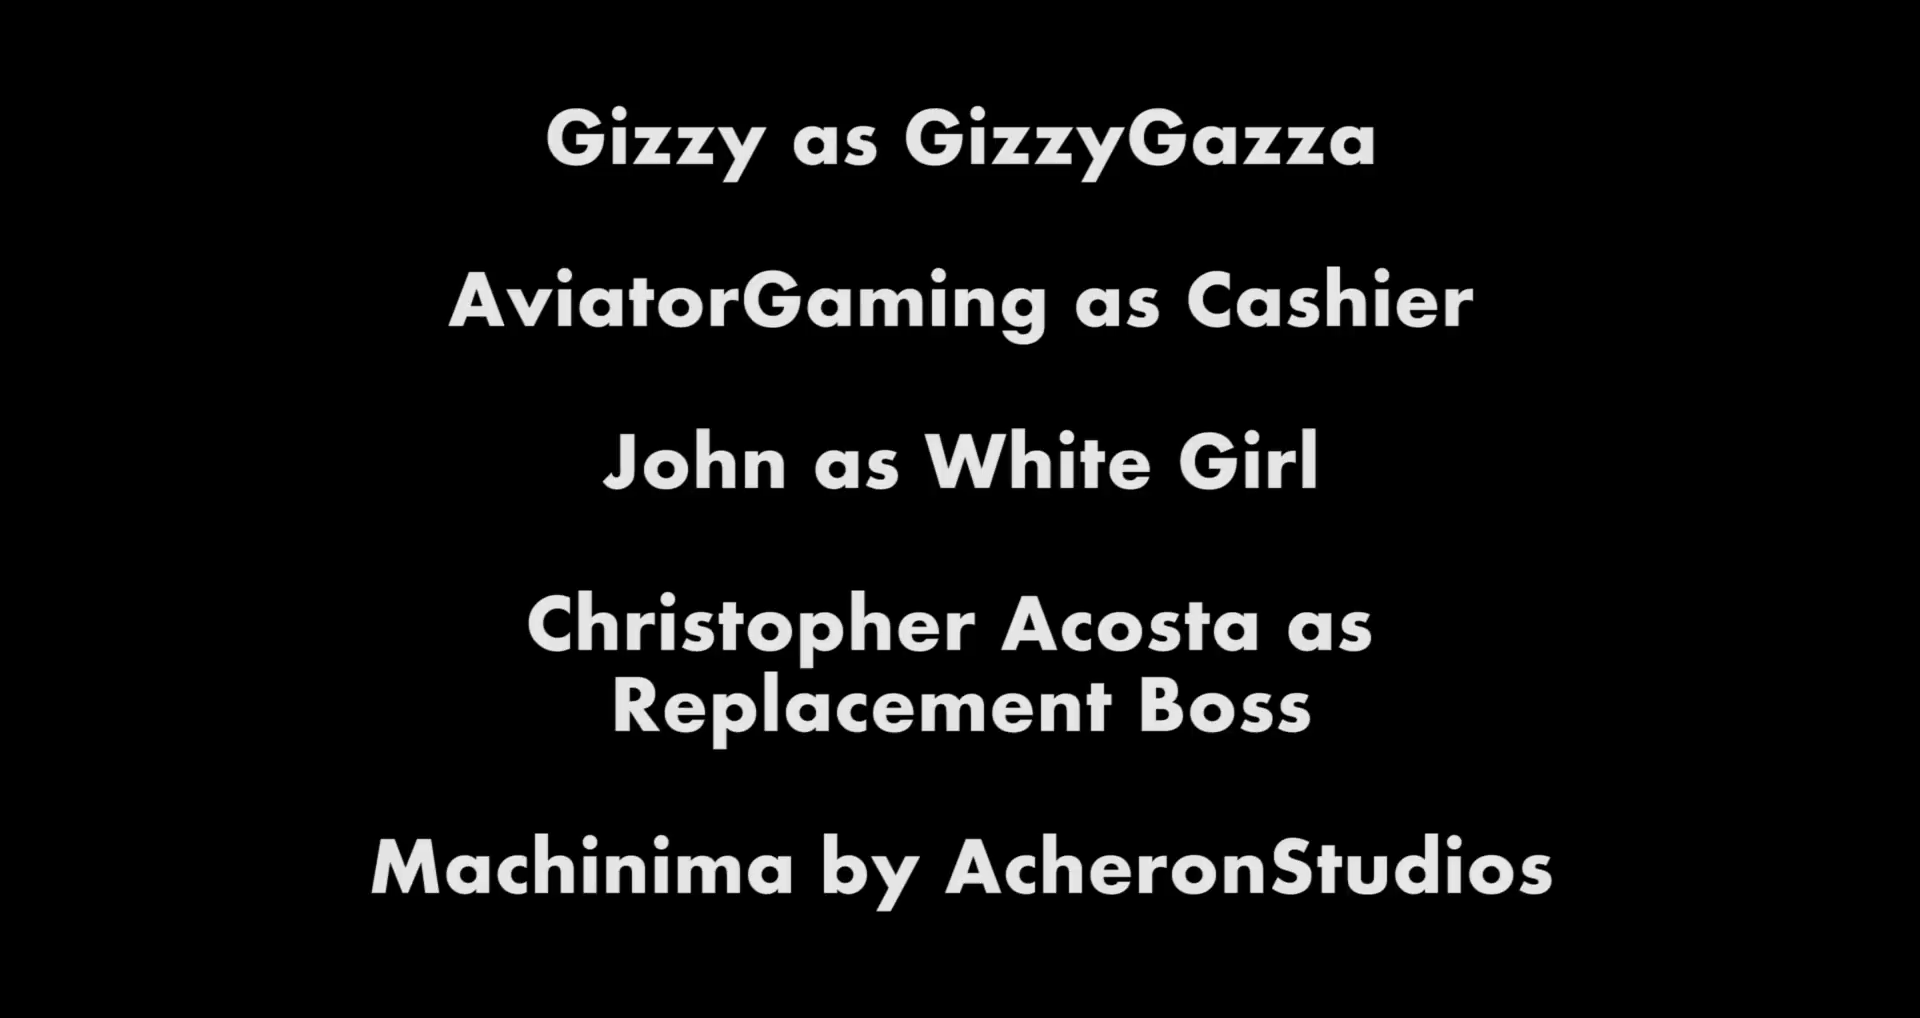 Gizzy as GizzyGazza
AviatorGaming as Cashier
John as White Girl
Christopher Acosta as
Replacement Boss
Machinima by AcheronStudios